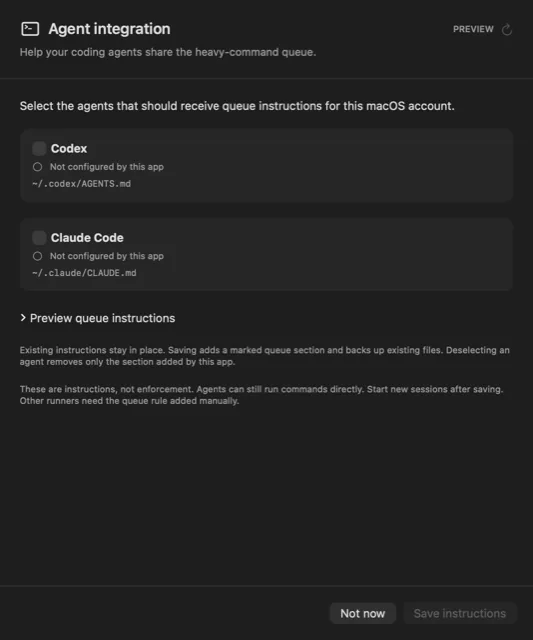 Agent integration
PREVIEW
Help your coding agents share the heavy-command queue.
Select the agents that should receive queue instructions for this macOS account.
Codex
Not configured by this app
~/.codex/AGENTS.md
Claude Code
Not configured by this app
~/.claude/CLAUDE.md
Preview queue instructions
Existing instructions stay in place. Saving adds a marked queue section and backs up existing files. Deselecting an
agent removes only the section added by this app.
These are instructions, not enforcement. Agents can still run commands directly. Start new sessions after saving.
Other runners need the queue rule added manually.
Not now
Save instructions